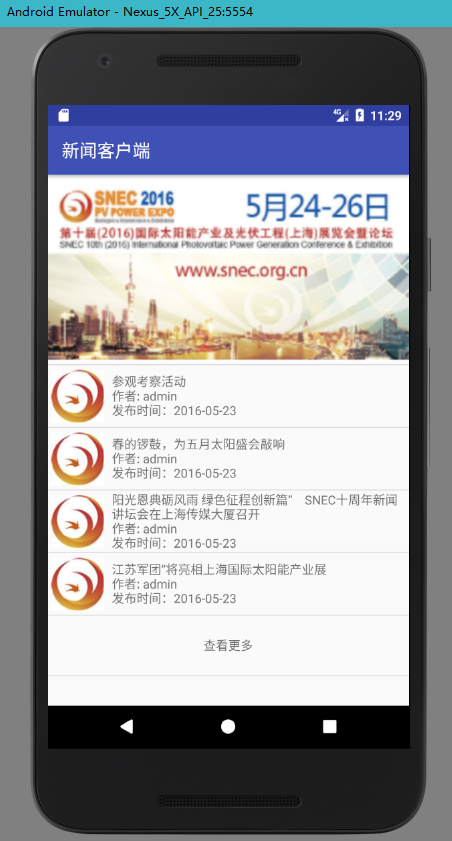 Android Emulator - Nexus_5X_API_25:5554
4G 11:29
新闻客户端
SNEC 2016
PV POWER EXPO
5月24-26日
第十届(2016)国际太阳能产业及光伏工程(上海)展览会暨论坛
SNEC 10th (2016) International Photovoltaic Power Generation Conference & Exhibition
www.snec.org.cn
参观考察活动
作者: admin
发布时间：2016-05-23
春的锣鼓，为五月太阳盛会敲响
作者: admin
发布时间：2016-05-23
阳光恩典砺风雨 绿色征程创新篇” SNEC十周年新闻
讲坛会在上海传媒大厦召开
作者: admin
发布时间：2016-05-23
江苏军团”将亮相上海国际太阳能产业展
作者: admin
发布时间：2016-05-23
查看更多